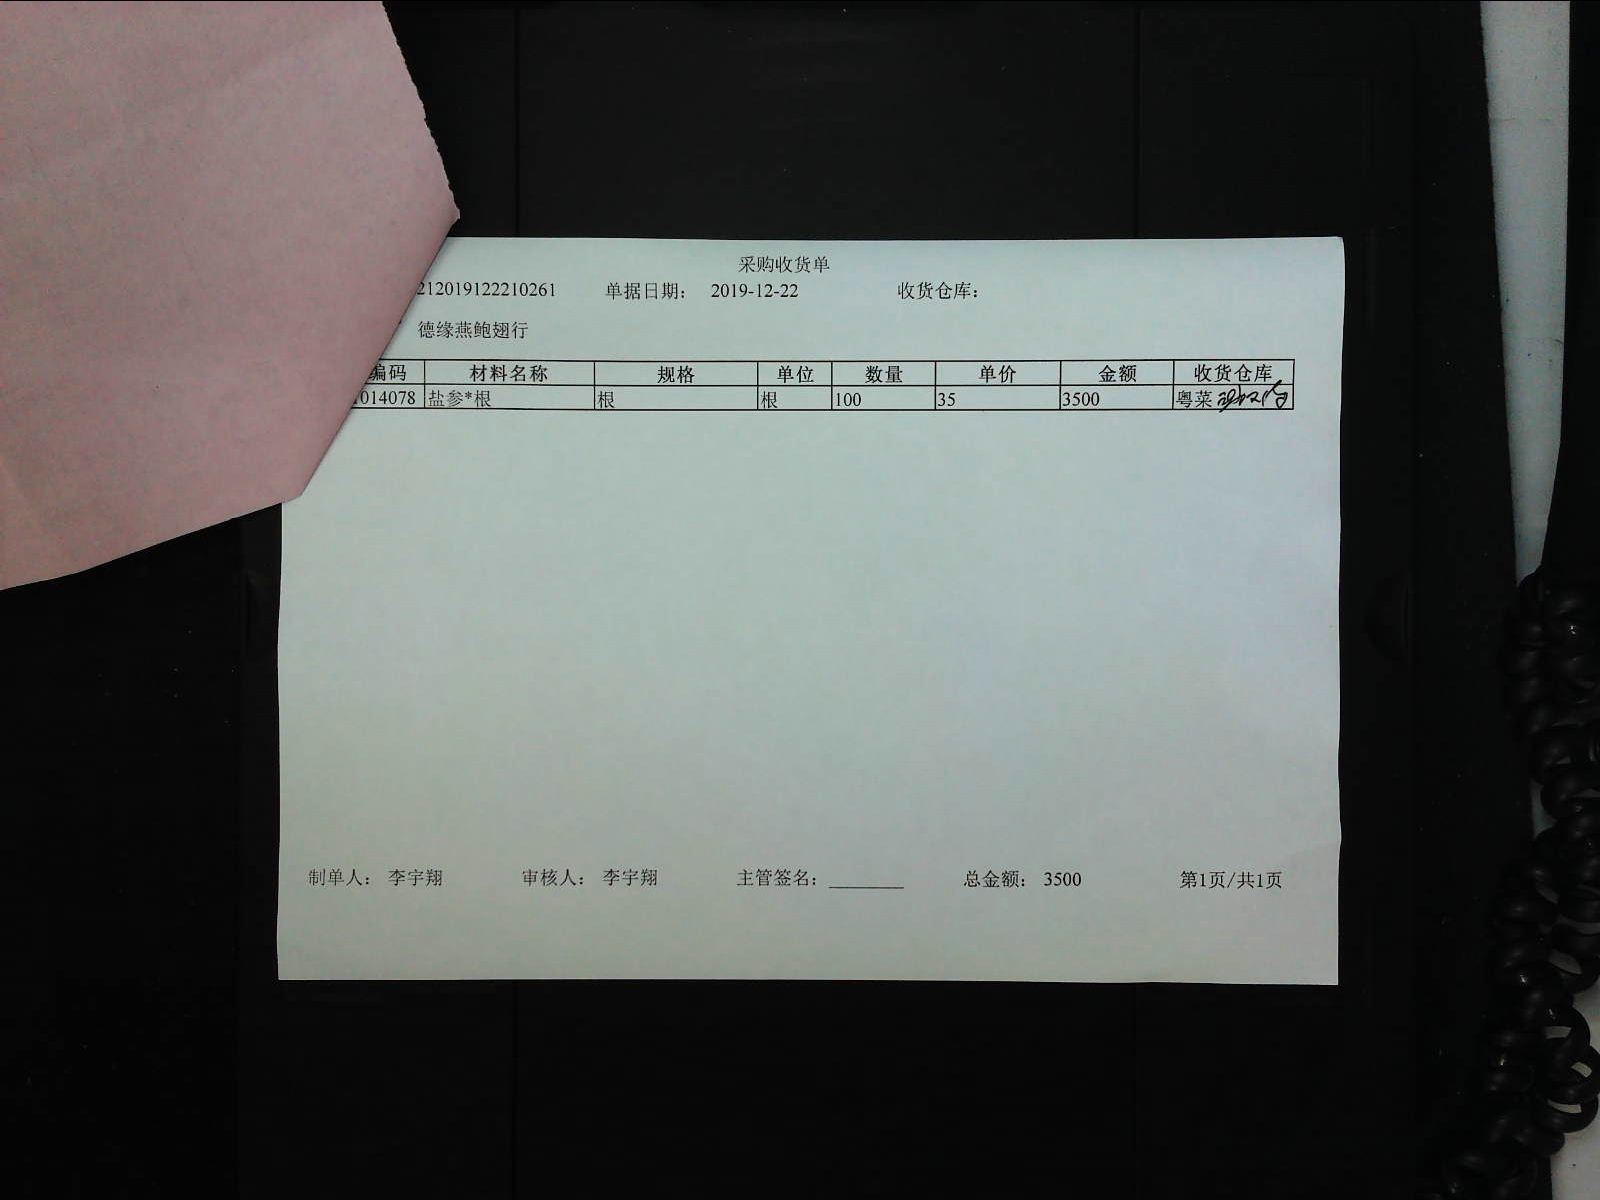 采购收货单
212019122210261 单据日期： 2019-12-22 收货仓库：
德缘燕鲍翅行
编码 材料名称 规格 单位 数量 单价 金额 收货仓库
014078 盐参*根 根 根 100 35 3500 粤菜
制单人： 李宇翔 审核人： 李宇翔 主管签名：________ 总金额： 3500 第1页/共1页